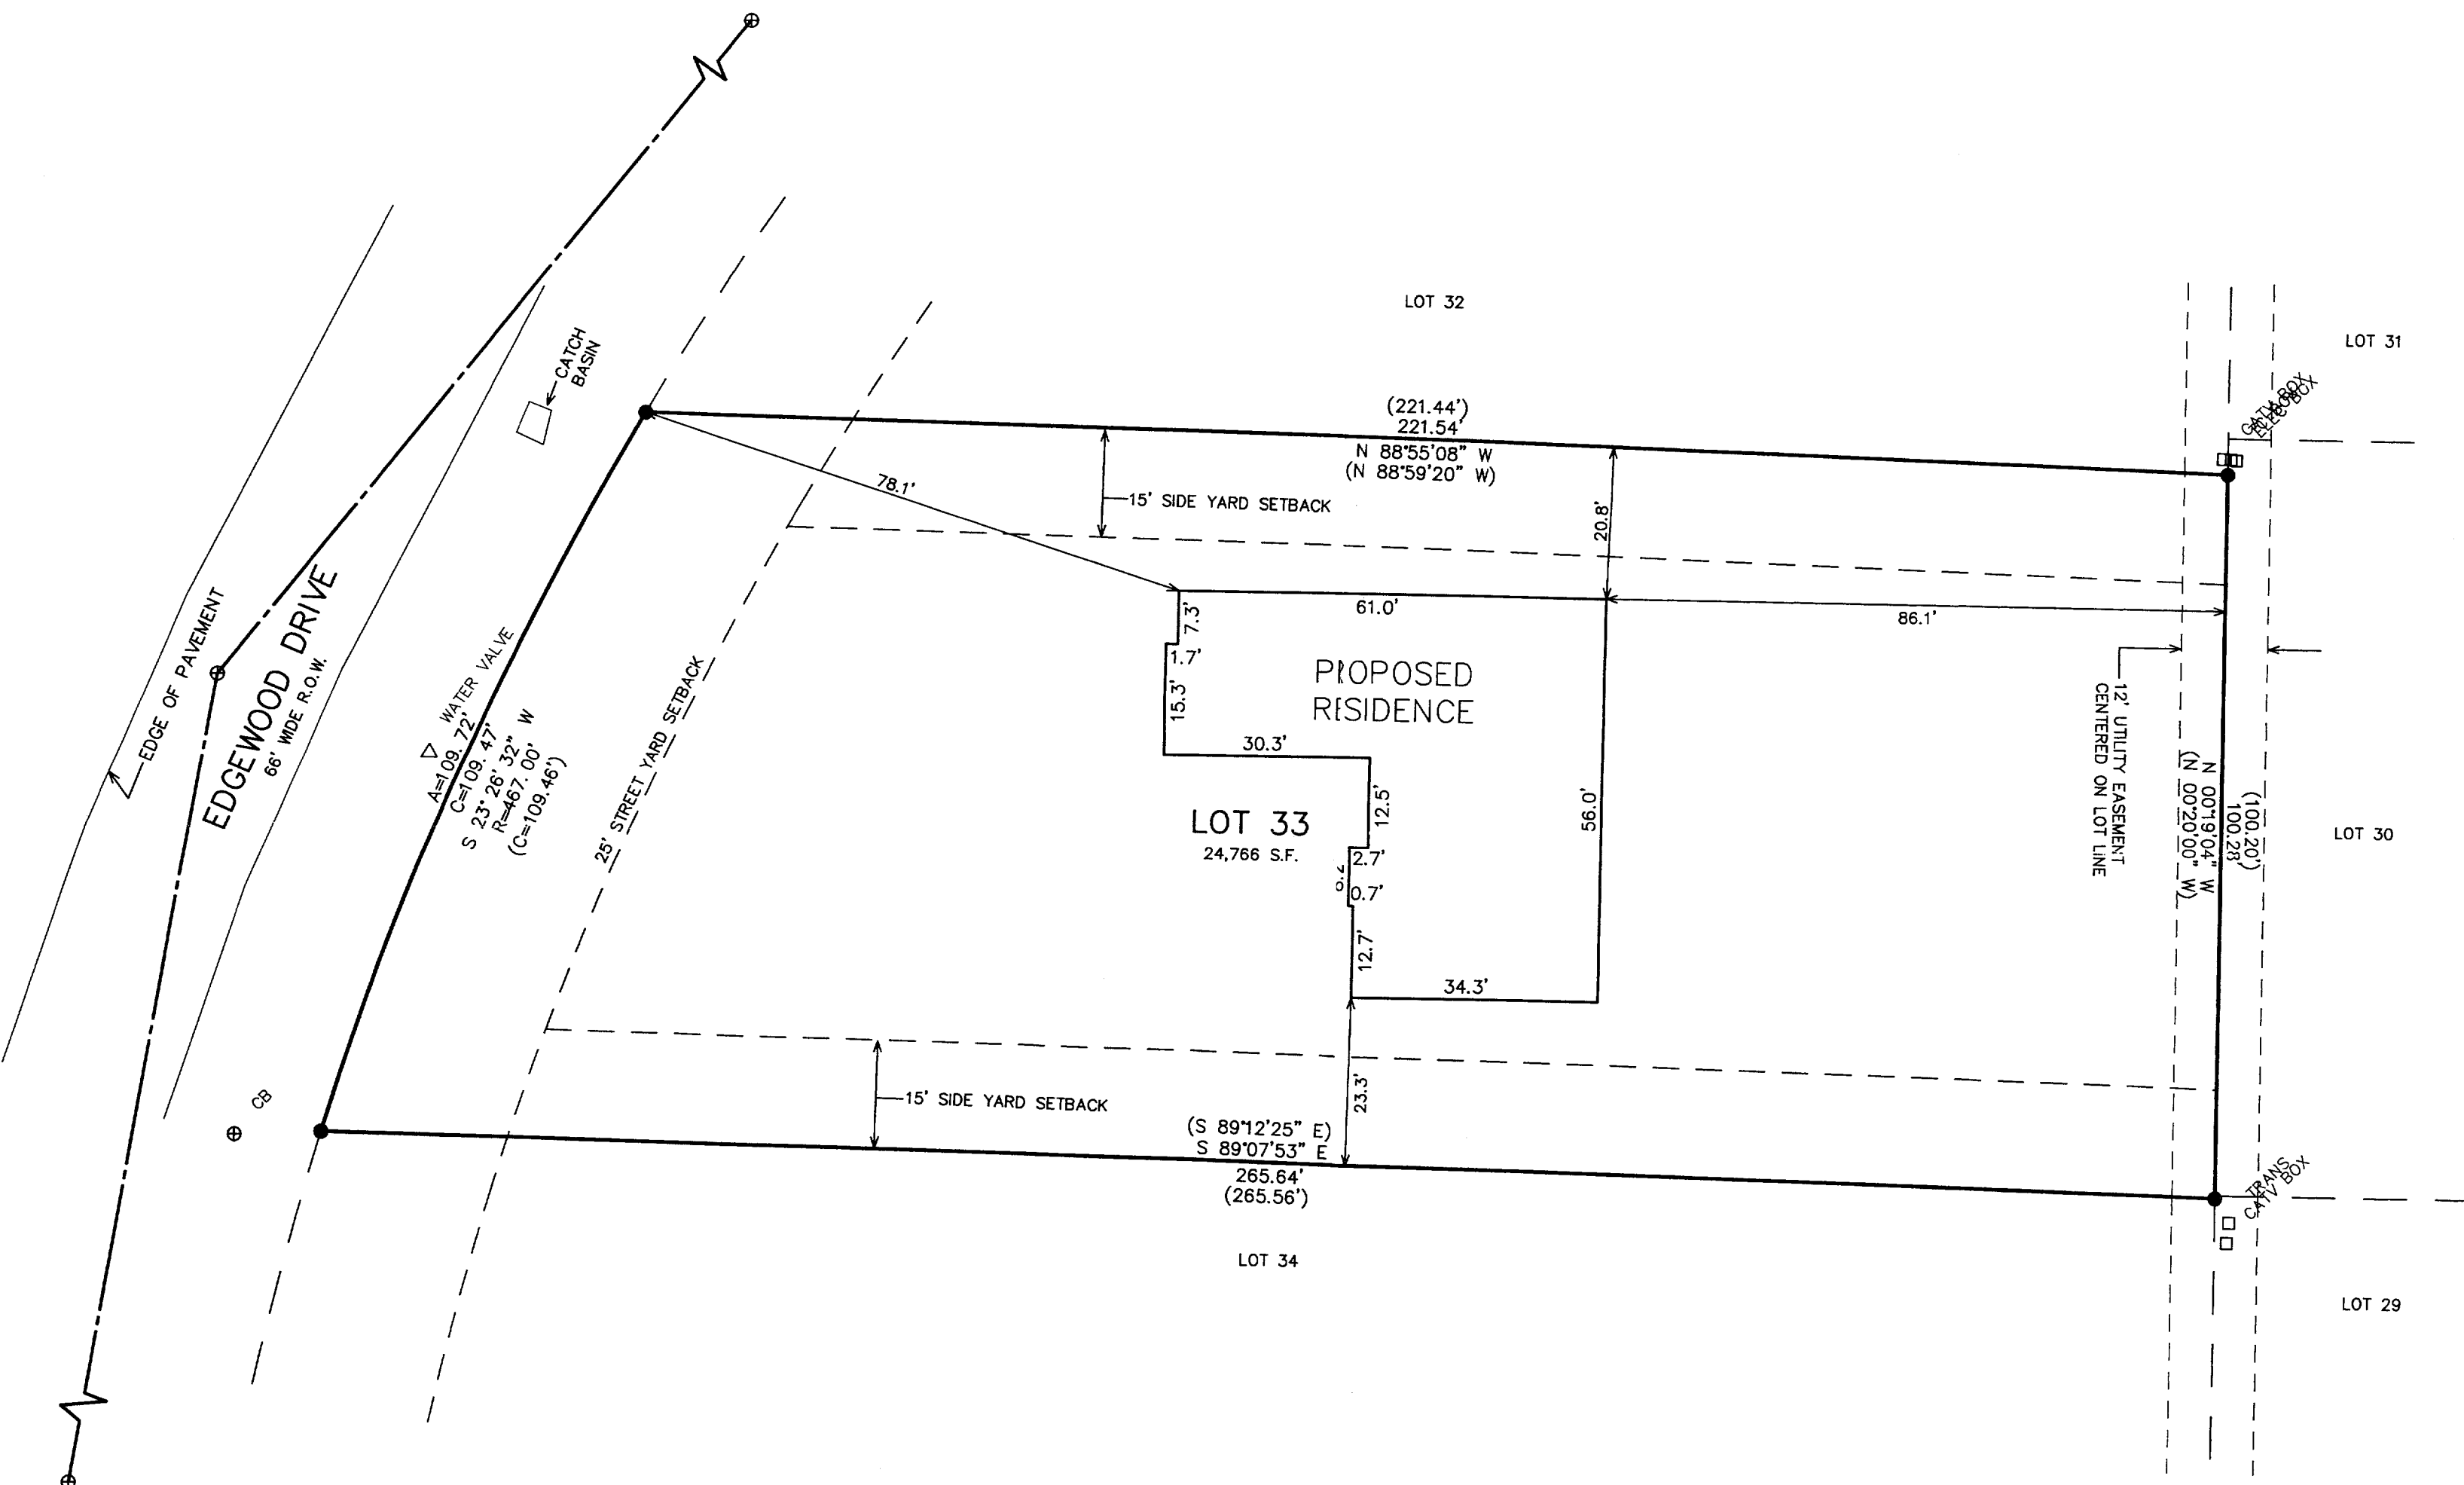 LOT 32
LOT 31
CATCH
BASIN
CATV BOX
ELEC BOX
(221.44')
221.54'
N 88°55'08" W
(N 88°59'20" W)
78.1'
15' SIDE YARD SETBACK
20.8'
61.0'
86.1'
7.3'
1.7'
15.3'
PROPOSED
RESIDENCE
30.3'
12.5'
56.0'
2.7'
0.7'
12.7'
34.3'
LOT 33
24,766 S.F.
EDGE OF PAVEMENT
EDGEWOOD DRIVE
66' WIDE R.O.W.
WATER VALVE
A=109.72'
C=109.47'
S 23°26'32" W
R=467.00'
(C=109.46')
25' STREET YARD SETBACK
12' UTILITY EASEMENT
CENTERED ON LOT LINE
(100.20')
100.28'
N 00°19'04" W
(N 00°20'00" W)
LOT 30
CB
15' SIDE YARD SETBACK
23.3'
(S 89°12'25" E)
S 89°07'53" E
265.64'
(265.56')
TRANS
CATV BOX
LOT 34
LOT 29